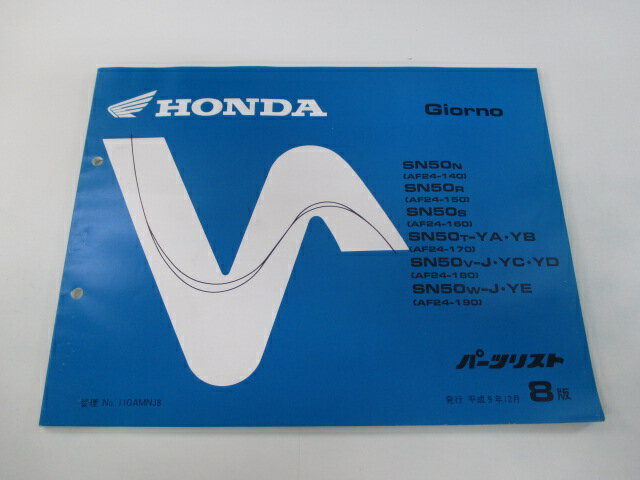 HONDA
Giorno
SN50N
(AF24-140)
SN50R
(AF24-150)
SN50S
(AF24-160)
SN50T-YA・YB
(AF24-170)
SN50V-J・YC・YD
(AF24-180)
SN50W-J・YE
(AF24-190)
パーツリスト
整理 No. 11GAMNJ8
発行 平成9年12月 8版